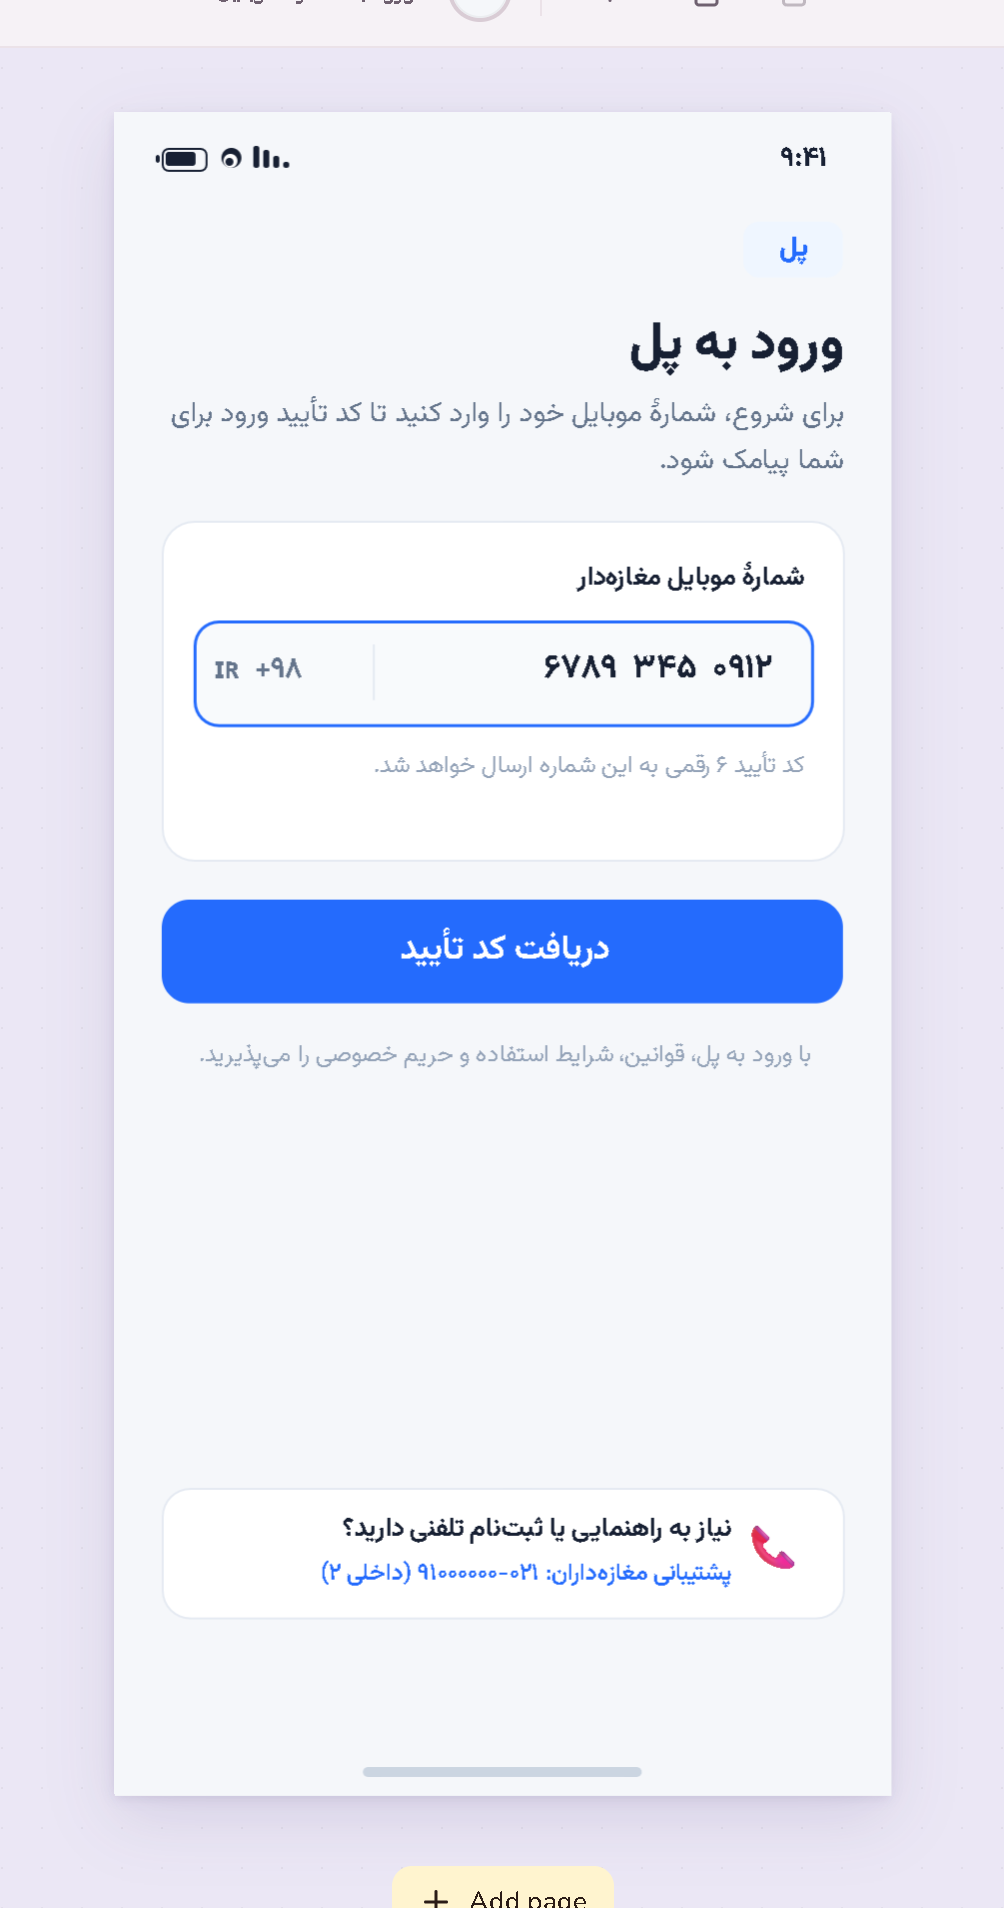 ۹:۴۱
پل
ورود به پل
برای شروع، شمارهٔ موبایل خود را وارد کنید تا کد تأیید ورود برای
شما پیامک شود.
شمارهٔ موبایل مغازه‌دار
۰۹۱۲ ۳۴۵ ۶۷۸۹
IR +۹۸
کد تأیید ۶ رقمی به این شماره ارسال خواهد شد.
دریافت کد تأیید
با ورود به پل، قوانین، شرایط استفاده و حریم خصوصی را می‌پذیرید.
نیاز به راهنمایی یا ثبت‌نام تلفنی دارید؟
پشتیبانی مغازه‌داران: ۰۲۱-۹۱۰۰۰۰۰۰ (داخلی ۲)
Add page